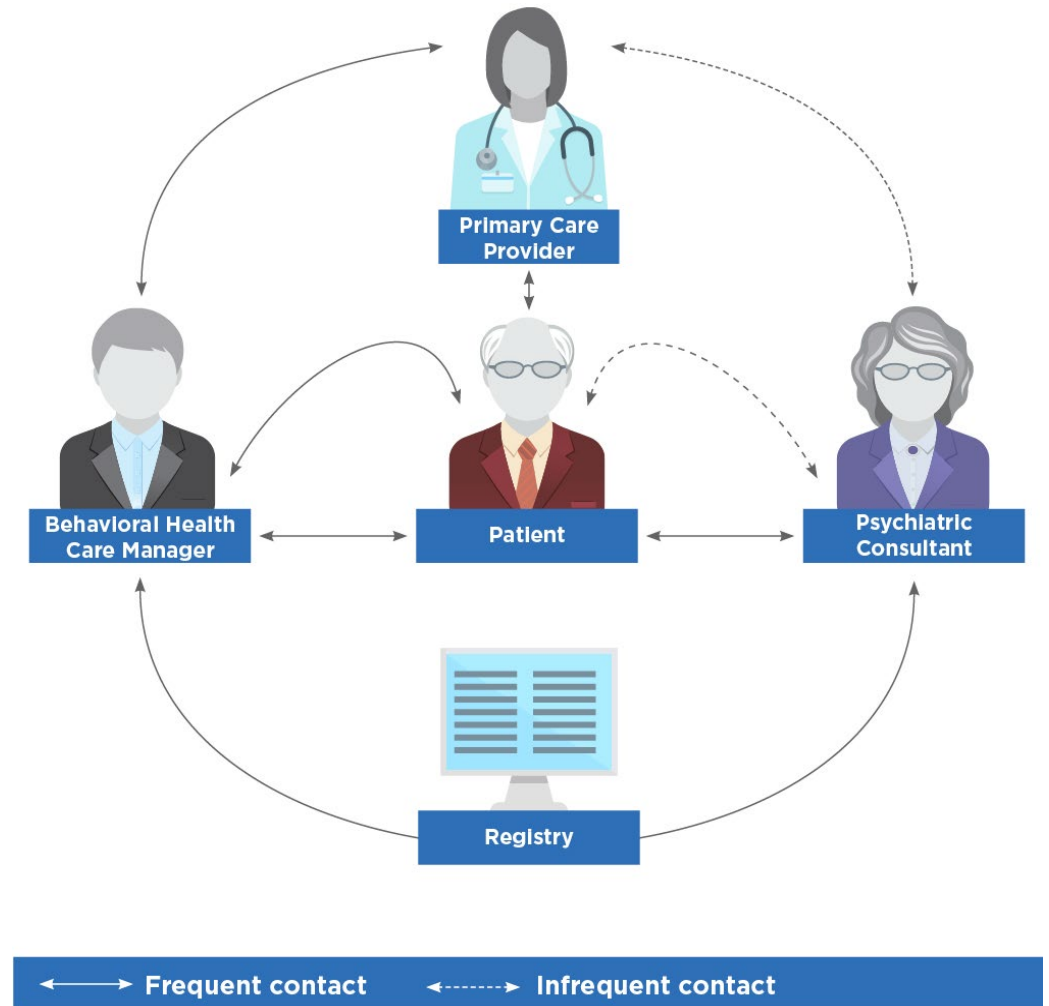 Primary Care
Provider
Behavioral Health
Care Manager
Patient
Psychiatric
Consultant
Registry
Frequent contact
Infrequent contact